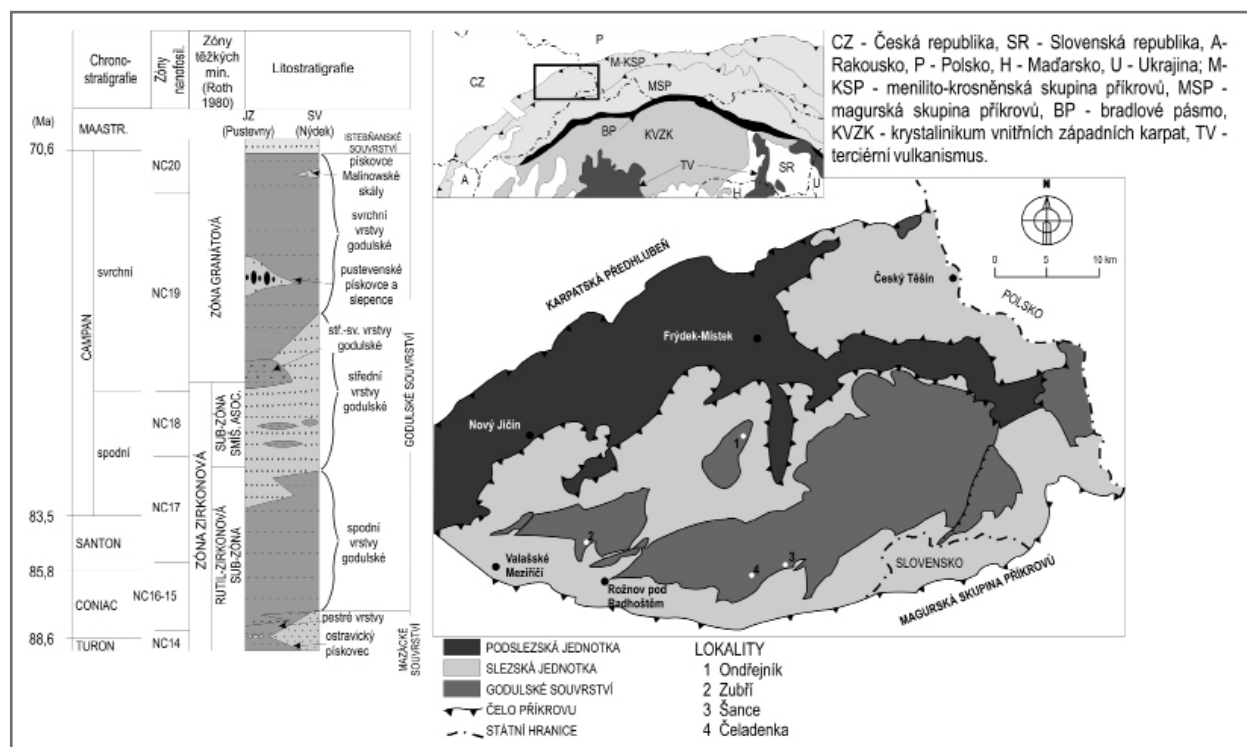 Chrono-
stratigrafie
Zóny
nanofosil.
Zóny
těžkých
min.
(Roth
1980)
Litostratigrafie
JZ
(Pustevny)
SV
(Nýdek)
(Ma)
MAASTR.
70,6
83,5
85,8
88,6
CAMPAN
svrchní
spodní
SANTON
CONIAC
TURON
NC20
NC19
NC18
NC17
NC16-15
NC14
ZÓNA GRANÁTOVÁ
ZÓNA ZIRKONOVÁ
SUB-ZÓNA
SMÍŠ. ASOC.
RUTIL-ZIRKONOVÁ
SUB-ZÓNA
ISTEBŇANSKÉ
SOUVRSTVÍ
pískovce
Malinowské
skály
svrchní
vrstvy
godulské
pustevenské
pískovce a
slepence
stř.-sv. vrstvy
godulské
střední
vrstvy
godulské
spodní
vrstvy
godulské
pestré vrstvy
ostravický
pískovec
GODULSKÉ SOUVRSTVÍ
MAZÁCKÉ
SOUVRSTVÍ
P
CZ
M-KSP
MSP
BP
KVZK
TV
SR
A
H
U
CZ - Česká republika, SR - Slovenská republika, A-
Rakousko, P - Polsko, H - Maďarsko, U - Ukrajina; M-
KSP - menilito-krosněnská skupina příkrovů, MSP -
magurská skupina příkrovů, BP - bradlové pásmo,
KVZK - krystalinikum vnitřních západních karpat, TV -
terciérní vulkanismus.
N
0 5 10 km
KARPATSKÁ PŘEDHLUBEŇ
Český Těšín
POLSKO
Frýdek-Místek
Nový Jičín
1
2
3
4
Valašské
Meziříčí
Rožnov pod
Radhoštěm
SLOVENSKO
MAGURSKÁ SKUPINA PŘÍKROVŮ
PODSLEZSKÁ JEDNOTKA
SLEZSKÁ JEDNOTKA
GODULSKÉ SOUVRSTVÍ
ČELO PŘÍKROVU
STÁTNÍ HRANICE
LOKALITY
1 Ondřejník
2 Zubří
3 Šance
4 Čeladenka